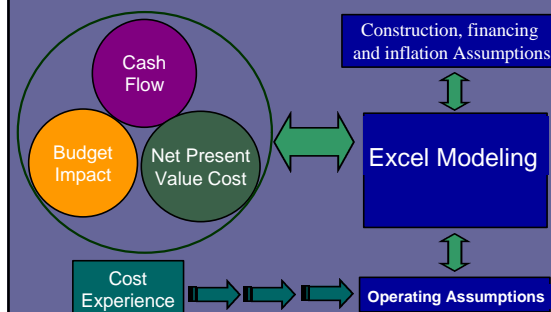 Cash
Flow
Budget
Impact
Net Present
Value Cost
Construction, financing
and inflation Assumptions
Excel Modeling
Cost
Experience
Operating Assumptions